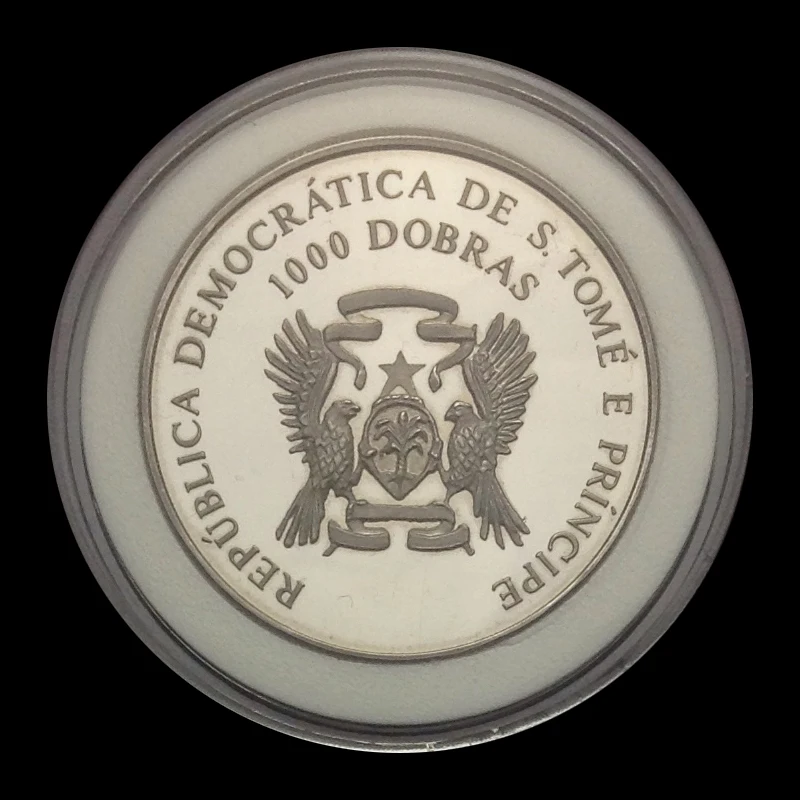 REPÚBLICA DEMOCRÁTICA DE S. TOMÉ E PRÍNCIPE
1000 DOBRAS